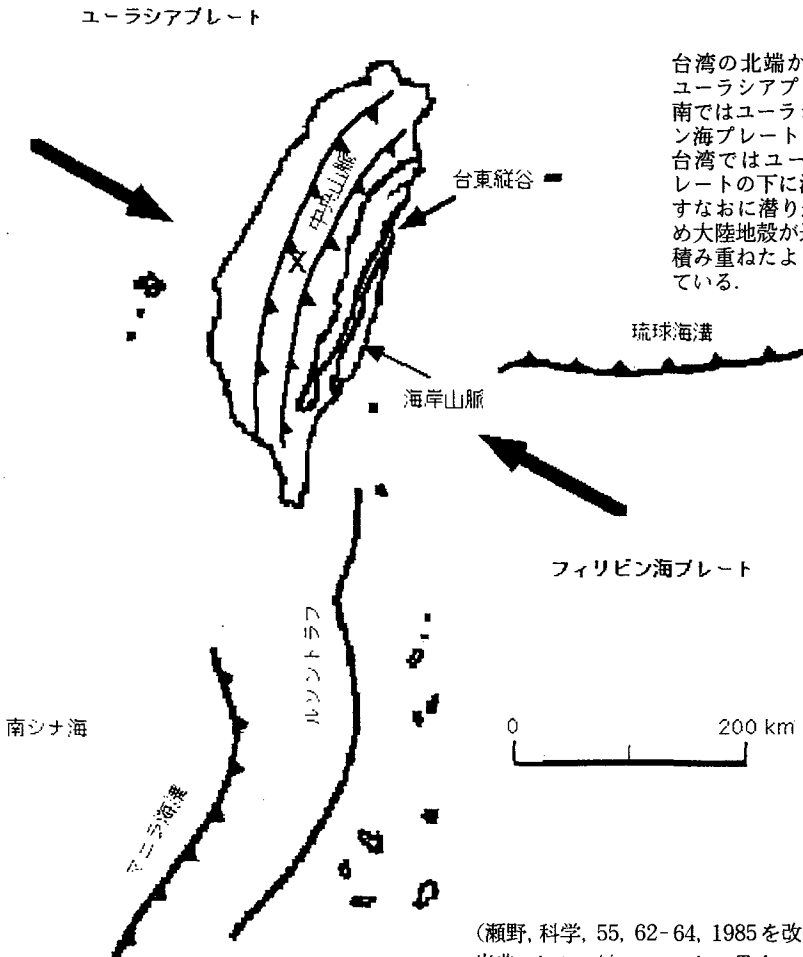 ユーラシアプレート
台湾の北端か
ユーラシアプ
南ではユーラ
ン海プレート
台湾ではユー
レートの下に
すなおに潜り
め大陸地殻が
積み重ねたよ
ている.
中央山脈
台東縦谷
琉球海溝
海岸山脈
フィリピン海プレート
ルソントラフ
南シナ海
マニラ海溝
0
200 km
(瀬野, 科学, 55, 62-64, 1985を改